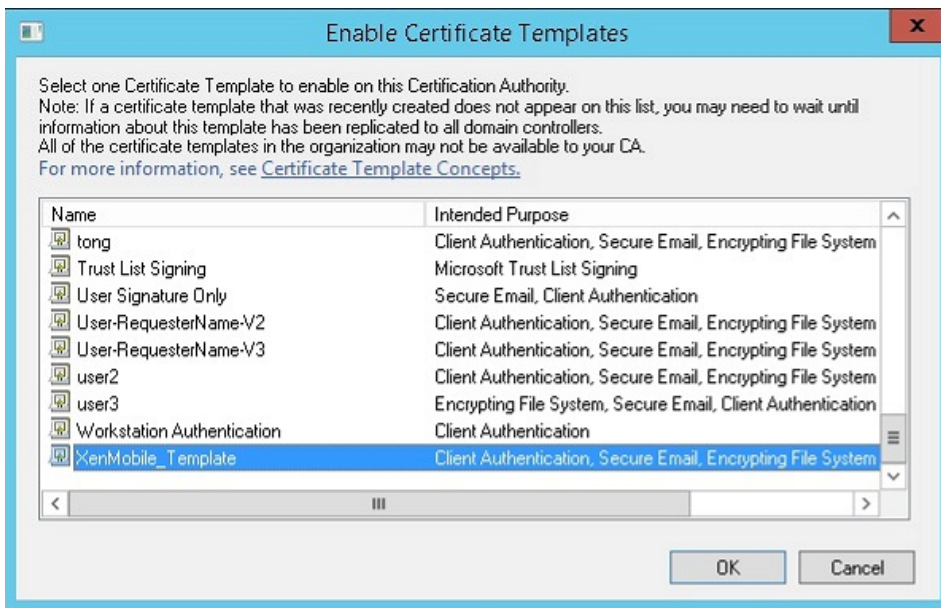 Enable Certificate Templates
x
Select one Certificate Template to enable on this Certification Authority.
Note: If a certificate template that was recently created does not appear on this list, you may need to wait until
information about this template has been replicated to all domain controllers.
All of the certificate templates in the organization may not be available to your CA.
For more information, see Certificate Template Concepts.
Name Intended Purpose
tong Client Authentication, Secure Email, Encrypting File System
Trust List Signing Microsoft Trust List Signing
User Signature Only Secure Email, Client Authentication
User-RequesterName-V2 Client Authentication, Secure Email, Encrypting File System
User-RequesterName-V3 Client Authentication, Secure Email, Encrypting File System
user2 Client Authentication, Secure Email, Encrypting File System
user3 Encrypting File System, Secure Email, Client Authentication
Workstation Authentication Client Authentication
XenMobile_Template Client Authentication, Secure Email, Encrypting File System
OK Cancel